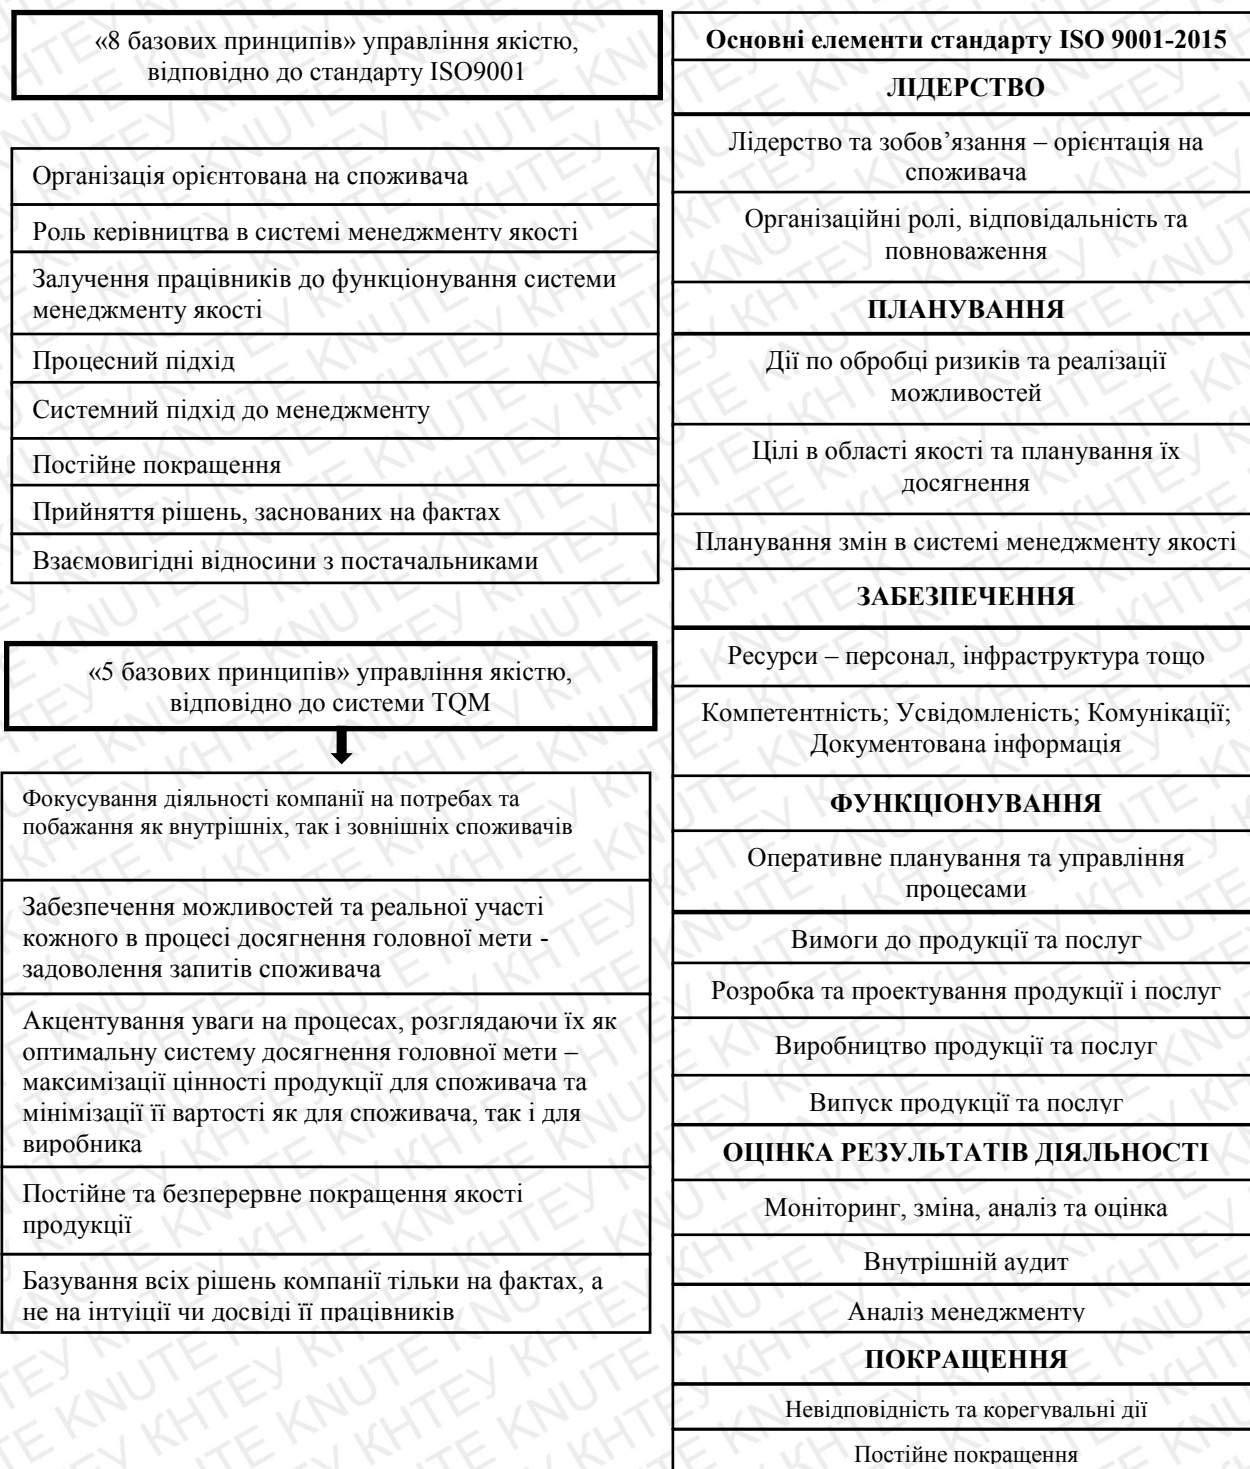 «8 базових принципів» управління якістю,
відповідно до стандарту ISO9001
Організація орієнтована на споживача
Роль керівництва в системі менеджменту якості
Залучення працівників до функціонування системи
менеджменту якості
Процесний підхід
Системний підхід до менеджменту
Постійне покращення
Прийняття рішень, заснованих на фактах
Взаємовигідні відносини з постачальниками
«5 базових принципів» управління якістю,
відповідно до системи TQM
Фокусування діяльності компанії на потребах та
побажання як внутрішніх, так і зовнішніх споживачів
Забезпечення можливостей та реальної участі
кожного в процесі досягнення головної мети -
задоволення запитів споживача
Акцентування уваги на процесах, розглядаючи їх як
оптимальну систему досягнення головної мети –
максимізації цінності продукції для споживача та
мінімізації її вартості як для споживача, так і для
виробника
Постійне та безперервне покращення якості
продукції
Базування всіх рішень компанії тільки на фактах, а
не на інтуіції чи досвіді її працівників
Основні елементи стандарту ISO 9001-2015
ЛІДЕРСТВО
Лідерство та зобов’язання – орієнтація на
споживача
Організаційні ролі, відповідальність та
повноваження
ПЛАНУВАННЯ
Дії по обробці ризиків та реалізації
можливостей
Цілі в області якості та планування їх
досягнення
Планування змін в системі менеджменту якості
ЗАБЕЗПЕЧЕННЯ
Ресурси – персонал, інфраструктура тощо
Компетентність; Усвідомленість; Комунікації;
Документована інформація
ФУНКЦІОНУВАННЯ
Оперативне планування та управління
процесами
Вимоги до продукції та послуг
Розробка та проектування продукції і послуг
Виробництво продукції та послуг
Випуск продукції та послуг
ОЦІНКА РЕЗУЛЬТАТІВ ДІЯЛЬНОСТІ
Моніторинг, зміна, аналіз та оцінка
Внутрішній аудит
Аналіз менеджменту
ПОКРАЩЕННЯ
Невідповідність та корегувальні дії
Постійне покращення